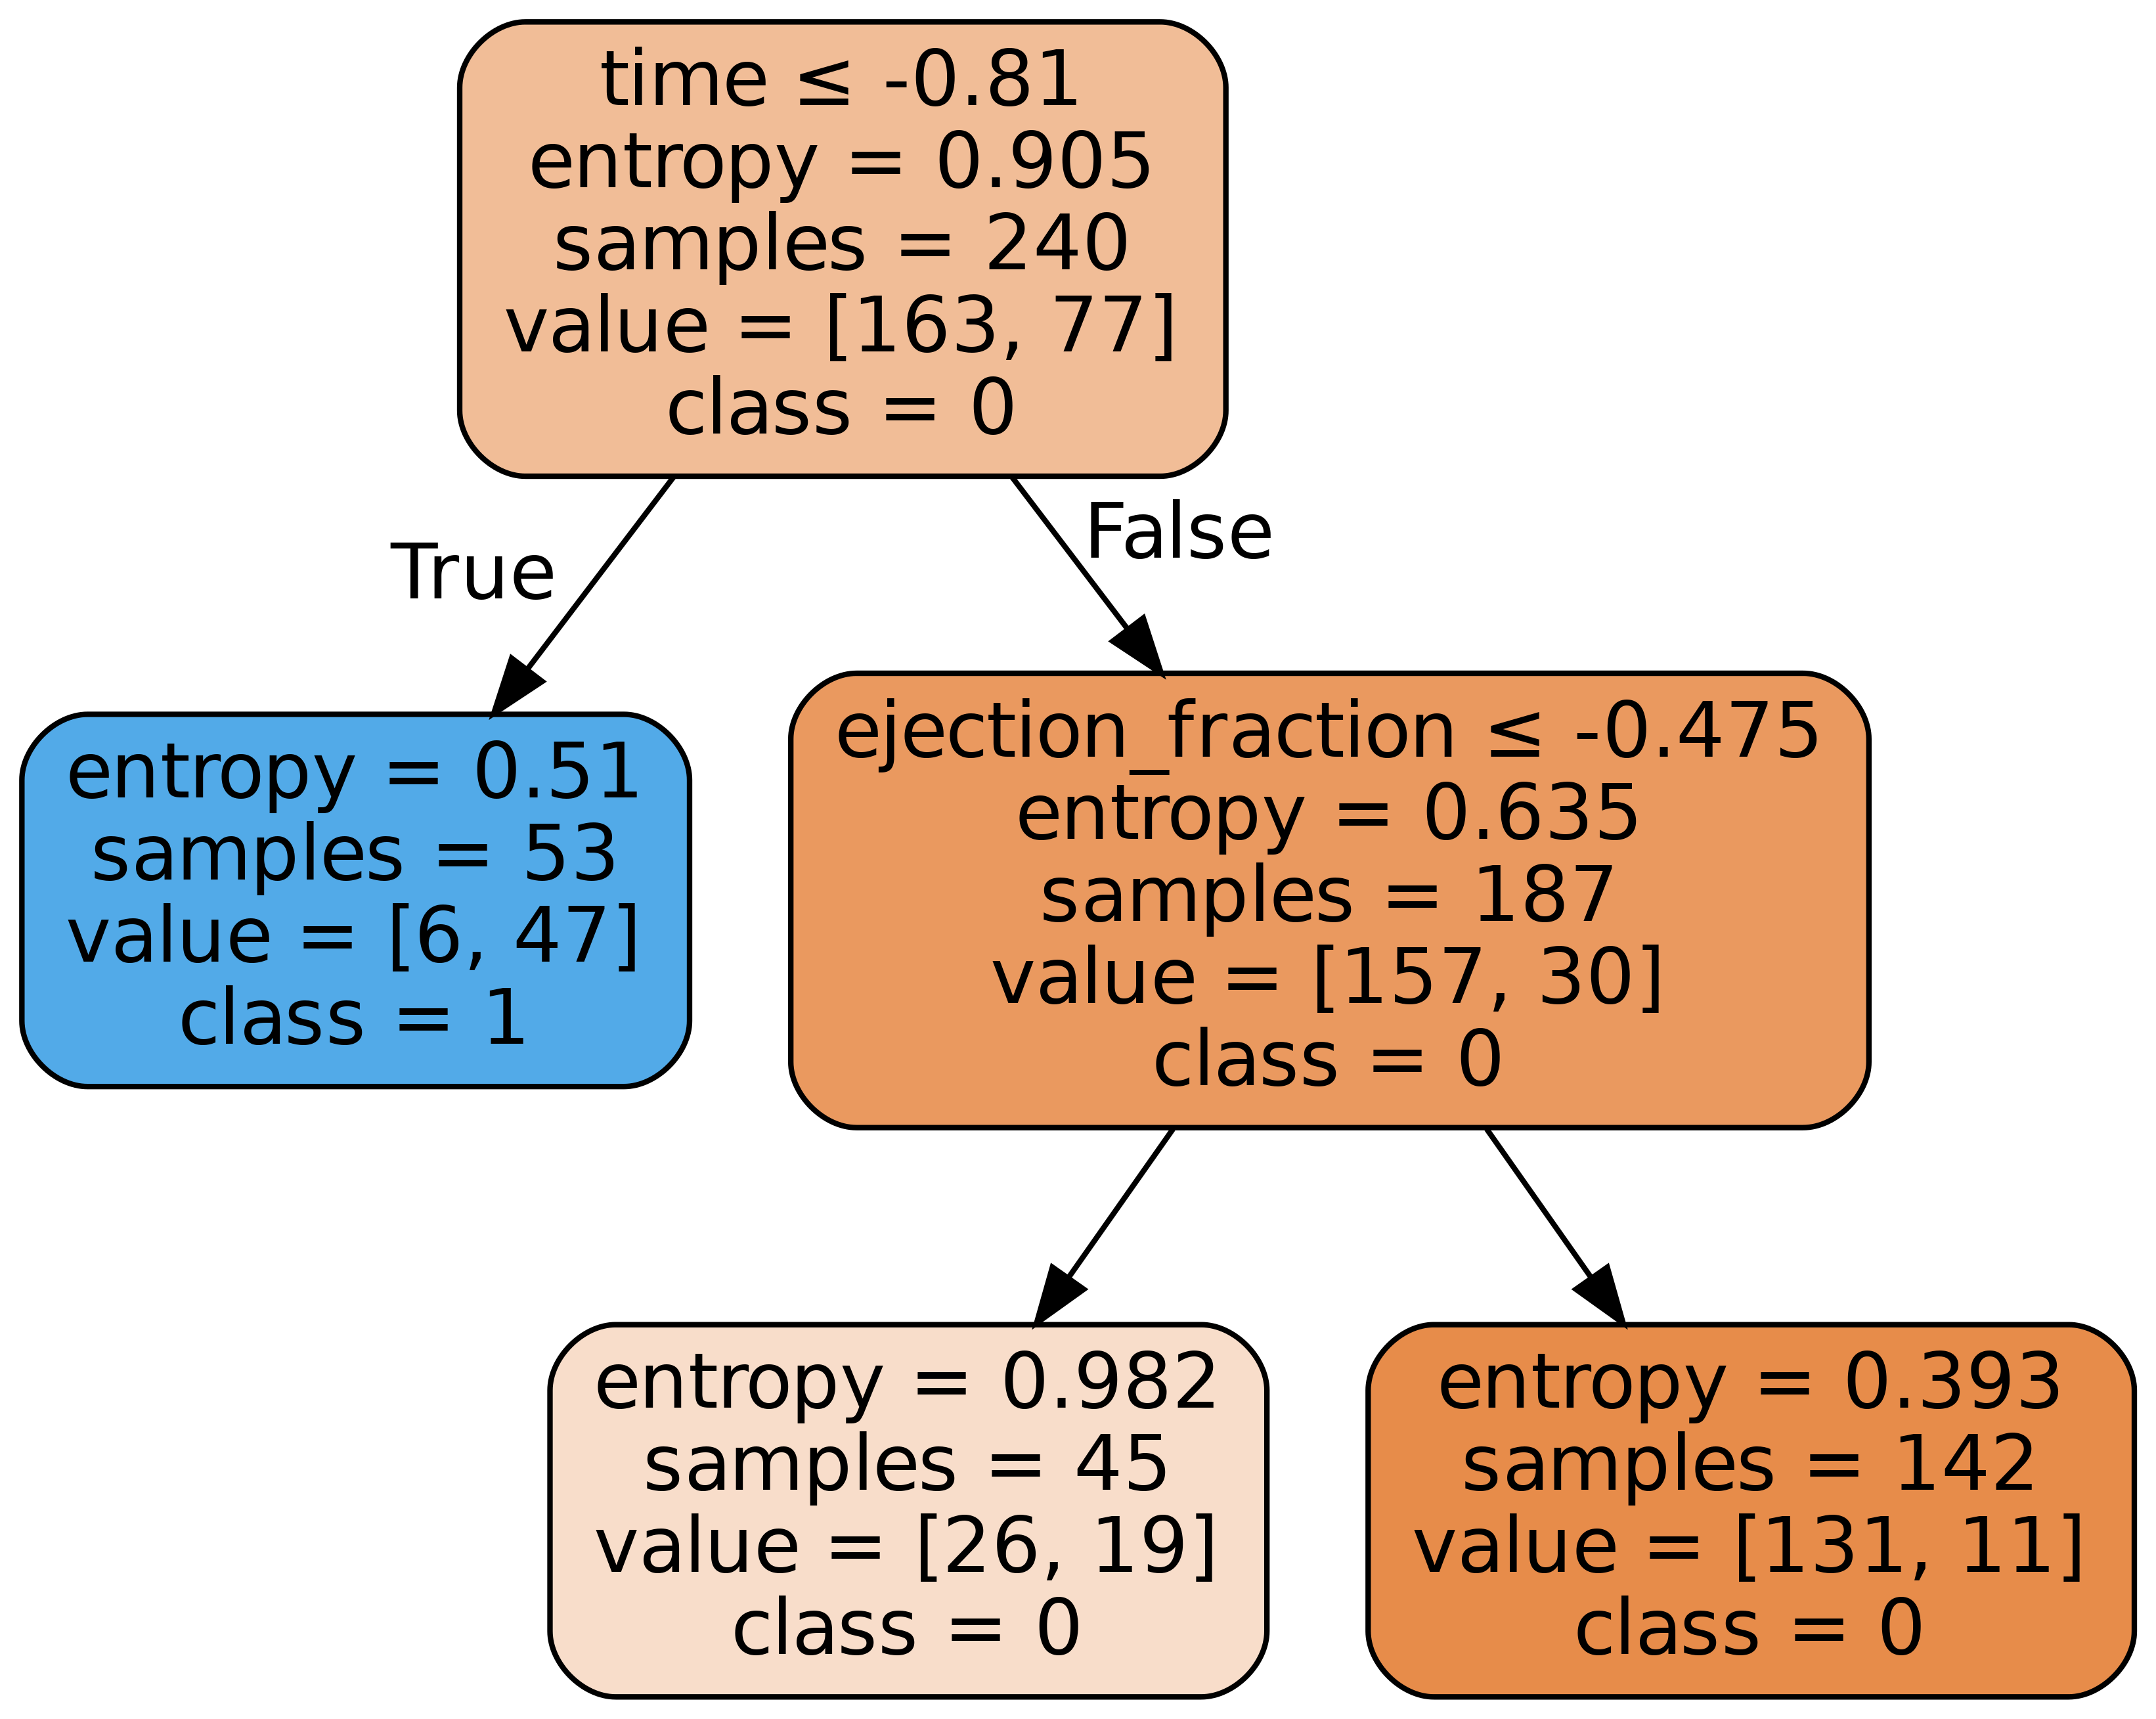 time ≤ -0.81
entropy = 0.905
samples = 240
value = [163, 77]
class = 0
True
False
entropy = 0.51
samples = 53
value = [6, 47]
class = 1
ejection_fraction ≤ -0.475
entropy = 0.635
samples = 187
value = [157, 30]
class = 0
entropy = 0.982
samples = 45
value = [26, 19]
class = 0
entropy = 0.393
samples = 142
value = [131, 11]
class = 0